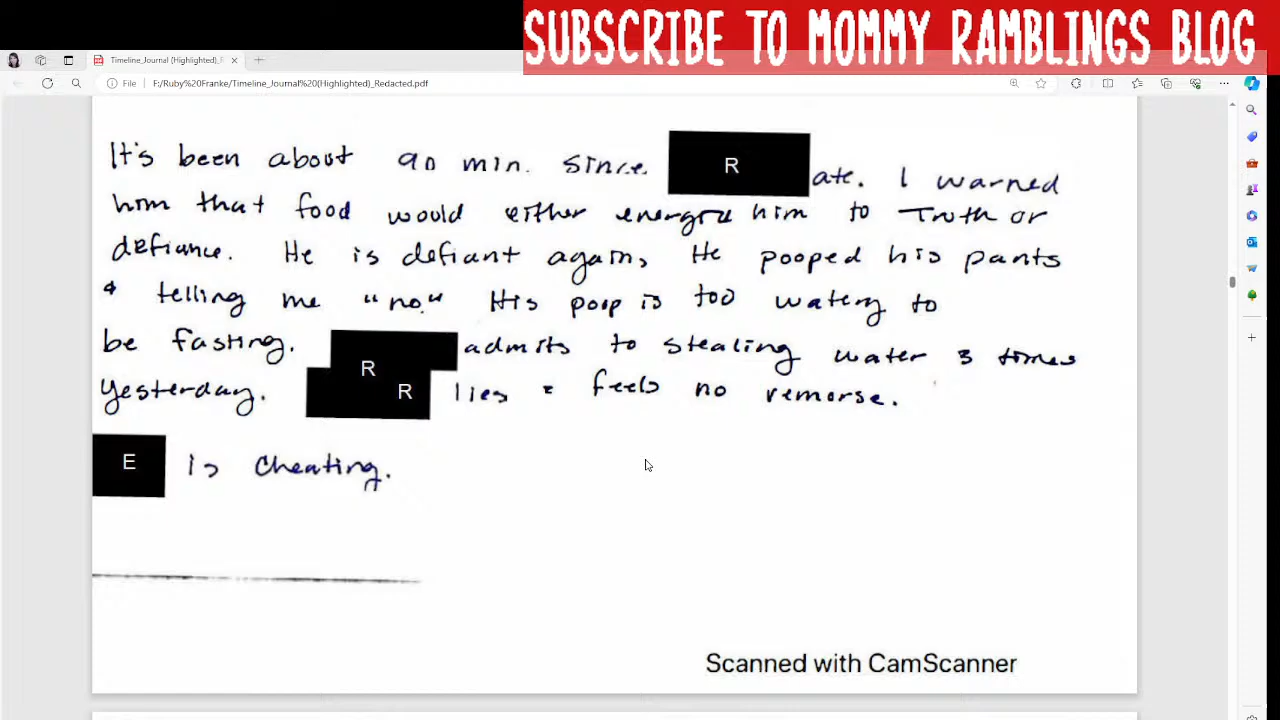 SUBSCRIBE TO MOMMY RAMBLINGS BLOG
Timeline_Journal (Highlighted)_R
File F:/Ruby%20Franke/Timeline_Journal%20(Highlighted)_Redacted.pdf
It's been about 90 min. since R ate. I warned
him that food would either him to Truth or
defiance. He is defiant again, He pooped his pants
& telling me "no." His poop is too watery to
be fasting. R admits to stealing water 3 times
yesterday. R lies & feels no remorse.
E is cheating.
Scanned with CamScanner